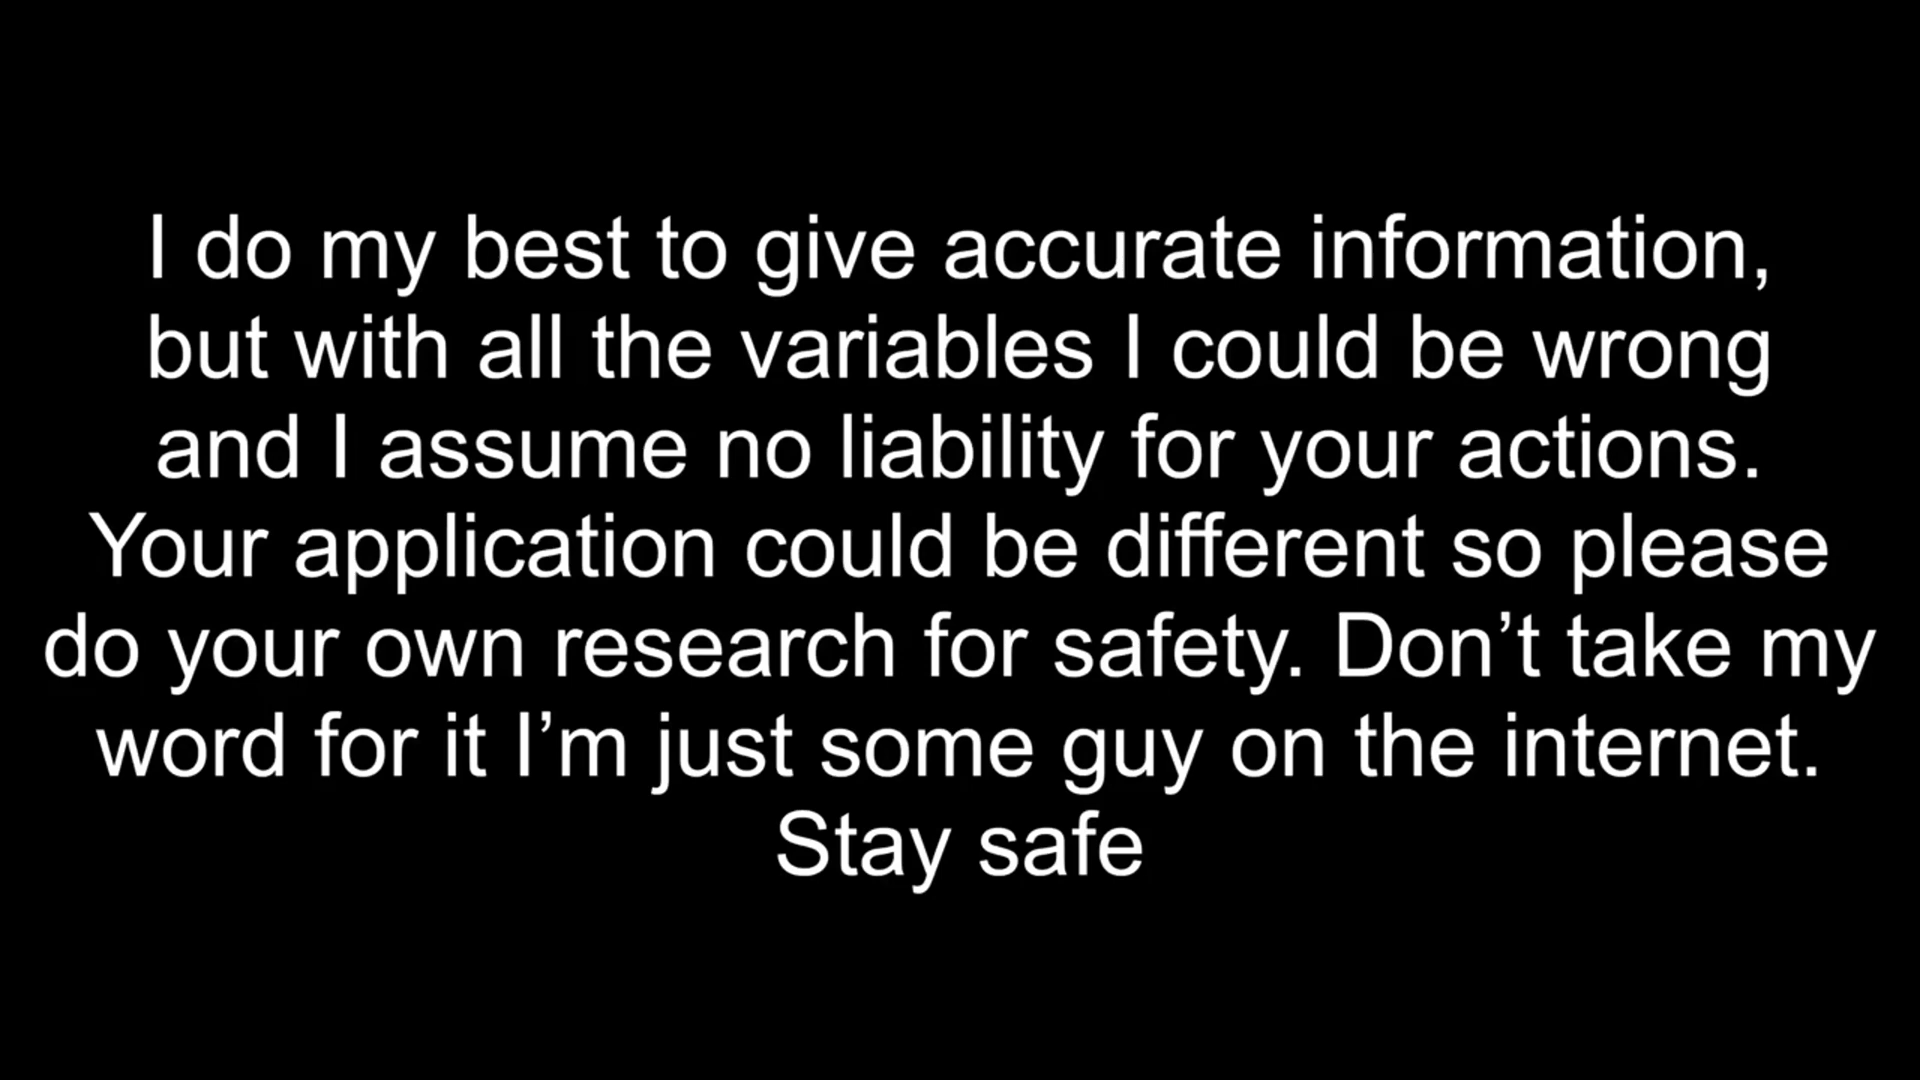 I do my best to give accurate information,
but with all the variables I could be wrong
and I assume no liability for your actions.
Your application could be different so please
do your own research for safety. Don’t take my
word for it I’m just some guy on the internet.
Stay safe